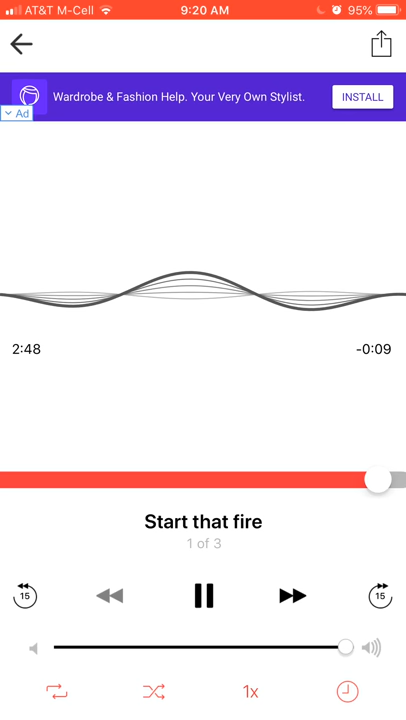 AT&T M-Cell 9:20 AM 95%
Wardrobe & Fashion Help. Your Very Own Stylist. INSTALL
Ad
2:48 -0:09
Start that fire
1 of 3
15 15
1x